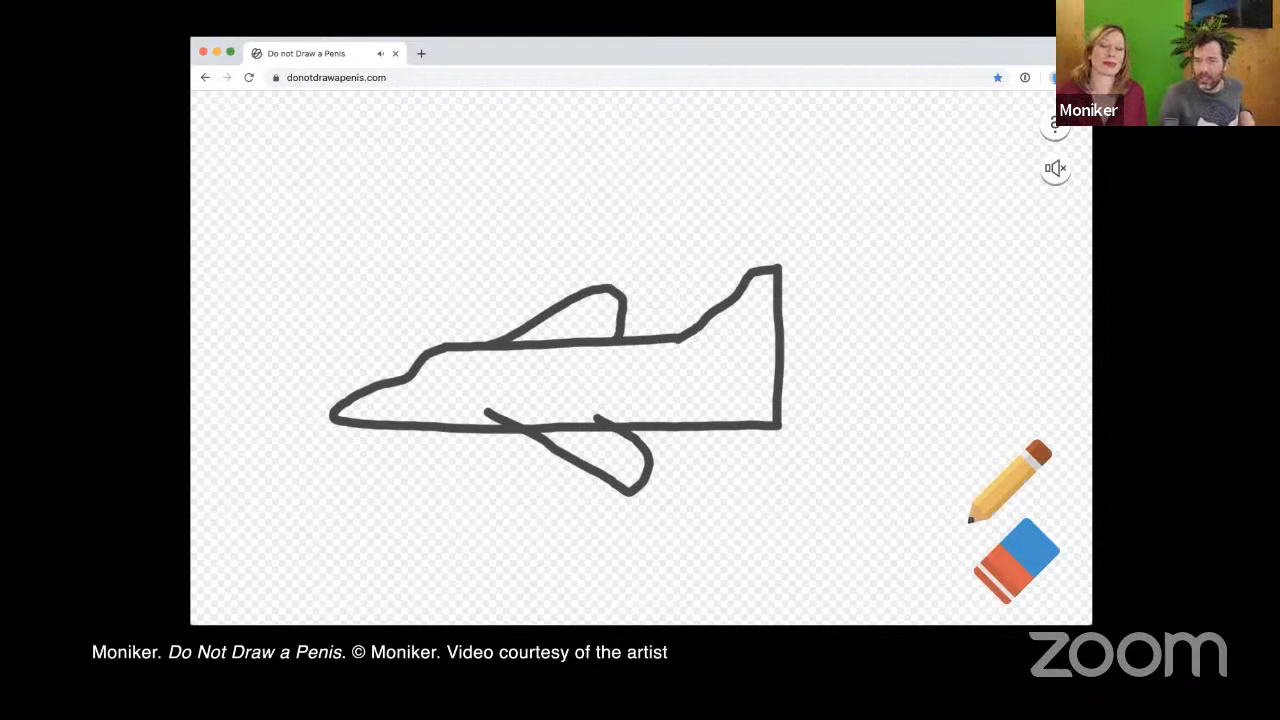 Do not Draw a Penis
donotdrawapenis.com
Moniker
Moniker. Do Not Draw a Penis. © Moniker. Video courtesy of the artist
zoom